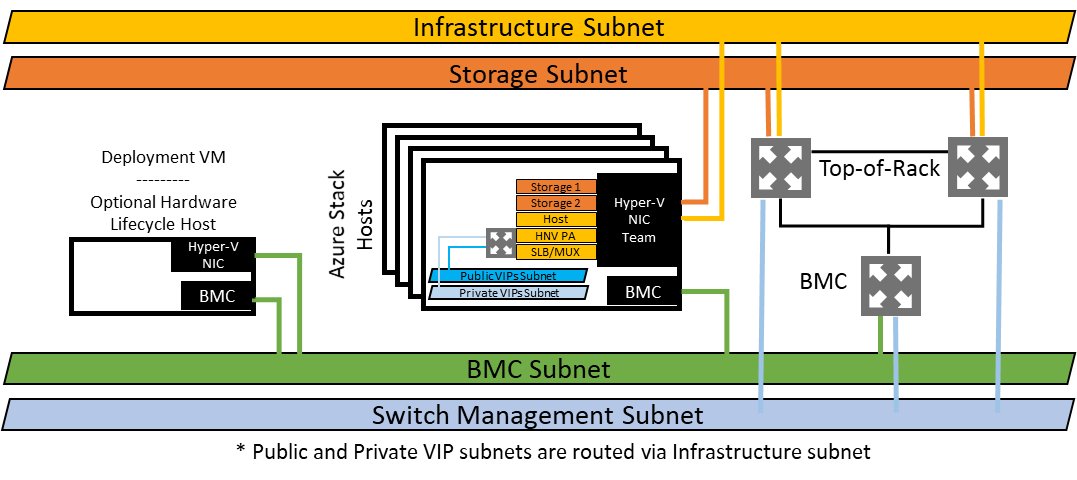 Infrastructure Subnet
Storage Subnet
Deployment VM
---------
Optional Hardware
Lifecycle Host
Hyper-V
NIC
BMC
Azure Stack
Hosts
Storage 1
Storage 2
Host
HNV PA
SLB/MUX
Hyper-V
NIC
Team
Public VIPs Subnet
Private VIPs Subnet
BMC
Top-of-Rack
BMC
BMC Subnet
Switch Management Subnet
* Public and Private VIP subnets are routed via Infrastructure subnet